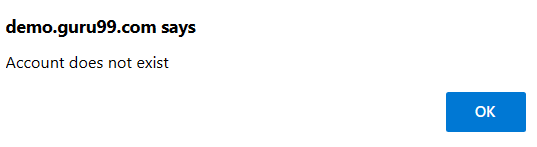 demo.guru99.com says
Account does not exist
OK